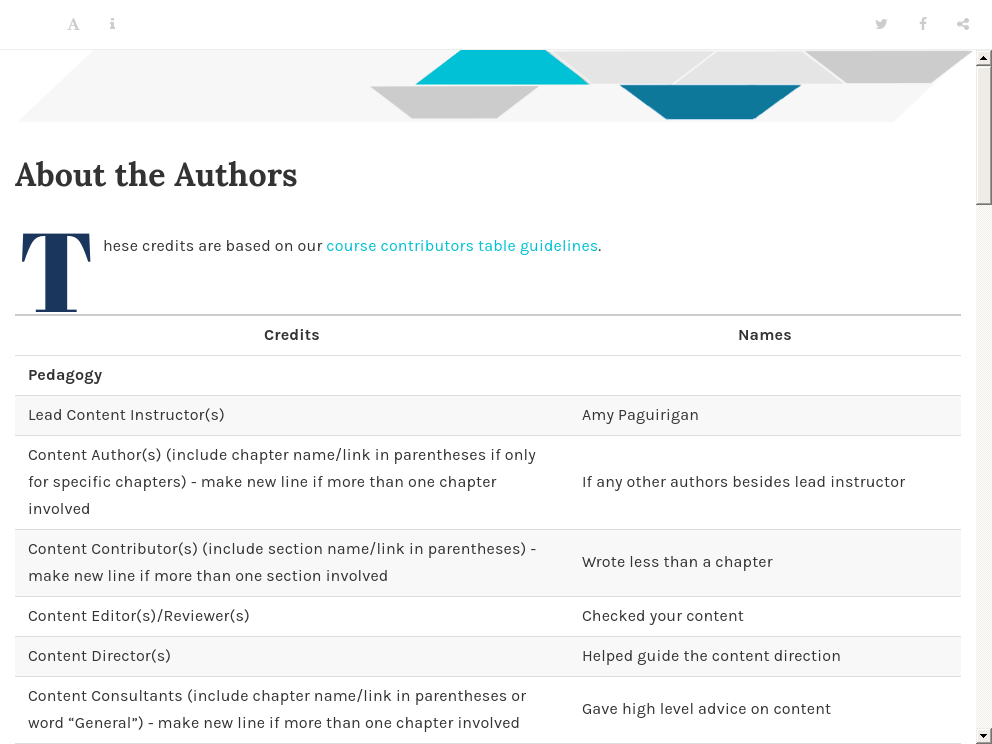 A
About the Authors
These credits are based on our course contributors table guidelines.
Credits Names
Pedagogy
Lead Content Instructor(s) Amy Paguirigan
Content Author(s) (include chapter name/link in parentheses if only
for specific chapters) - make new line if more than one chapter
involved
If any other authors besides lead instructor
Content Contributor(s) (include section name/link in parentheses) -
make new line if more than one section involved
Wrote less than a chapter
Content Editor(s)/Reviewer(s) Checked your content
Content Director(s) Helped guide the content direction
Content Consultants (include chapter name/link in parentheses or
word “General”) - make new line if more than one chapter involved
Gave high level advice on content